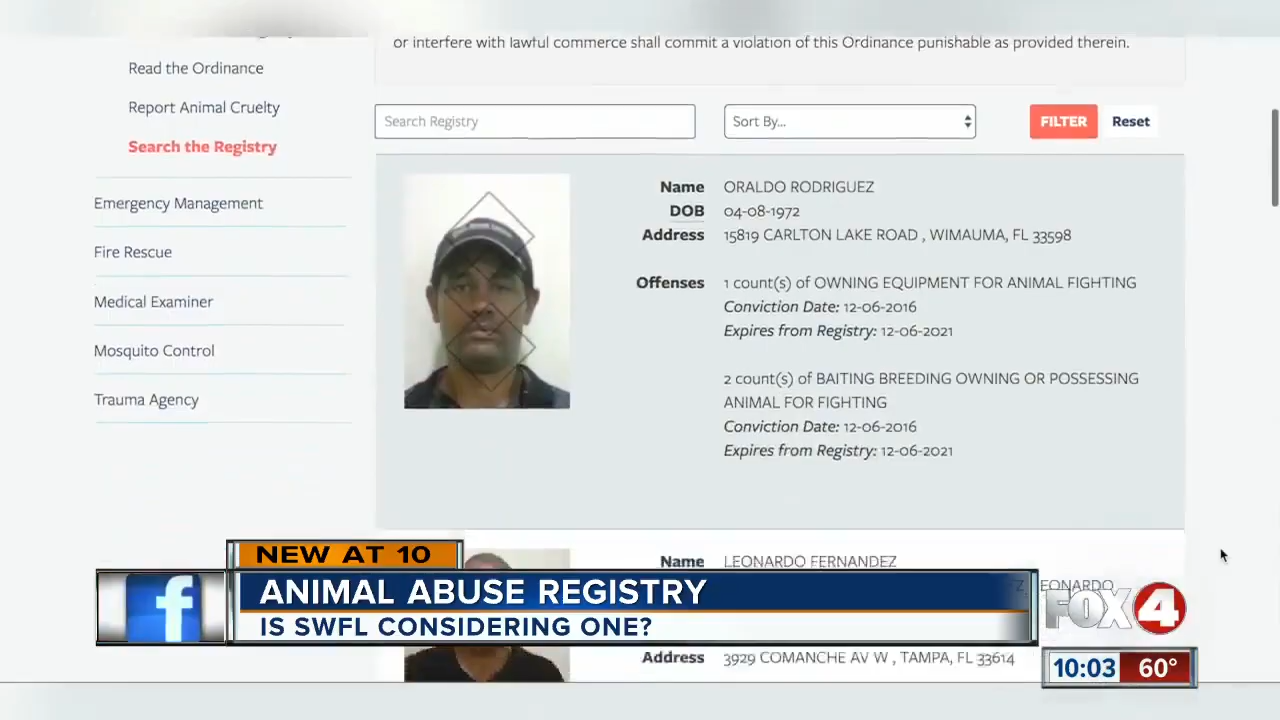 or interfere with lawful commerce shall commit a violation of this Ordinance punishable as provided therein.
Read the Ordinance
Report Animal Cruelty
Search the Registry
Emergency Management
Fire Rescue
Medical Examiner
Mosquito Control
Trauma Agency
Search Registry
Sort By...
FILTER
Reset
Name ORALDO RODRIGUEZ
DOB 04-08-1972
Address 15819 CARLTON LAKE ROAD , WIMAUMA, FL 33598
Offenses 1 count(s) of OWNING EQUIPMENT FOR ANIMAL FIGHTING
Conviction Date: 12-06-2016
Expires from Registry: 12-06-2021
2 count(s) of BAITING BREEDING OWNING OR POSSESSING
ANIMAL FOR FIGHTING
Conviction Date: 12-06-2016
Expires from Registry: 12-06-2021
Name LEONARDO FERNANDEZ
LEONARDO
Address 3929 COMANCHE AV W , TAMPA, FL 33614
NEW AT 10
f
ANIMAL ABUSE REGISTRY
IS SWFL CONSIDERING ONE?
FOX 4
10:03 60°